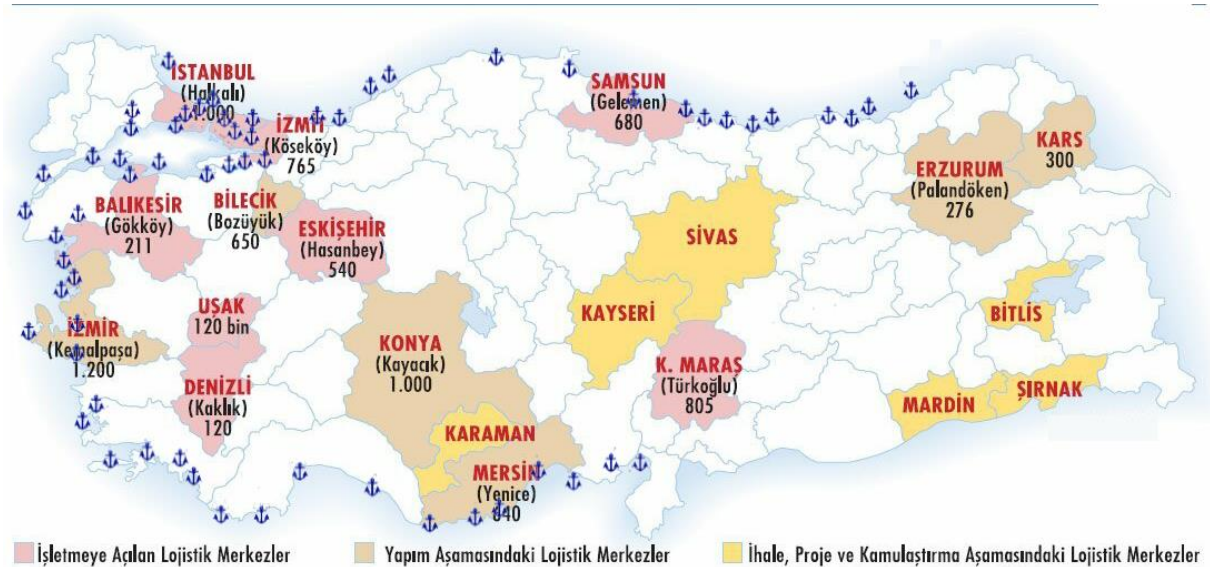 İSTANBUL
(Halkalı)
1.000
İZMİT
(Köseköy)
765
SAMSUN
(Gelemen)
680
KARS
300
ERZURUM
(Palandöken)
276
BALIKESİR
(Gökköy)
211
BİLECİK
(Bozüyük)
650
ESKİŞEHİR
(Hasanbey)
540
SİVAS
KAYSERİ
BİTLİS
UŞAK
120 bin
İZMİR
(Kemalpaşa)
1.200
KONYA
(Kayacık)
1.000
K. MARAŞ
(Türkoğlu)
805
DENİZLİ
(Kaklık)
120
MARDİN
ŞIRNAK
KARAMAN
MERSİN
(Yenice)
640
İşletmeye Açılan Lojistik Merkezler
Yapım Aşamasındaki Lojistik Merkezler
İhale, Proje ve Kamulaştırma Aşamasındaki Lojistik Merkezler